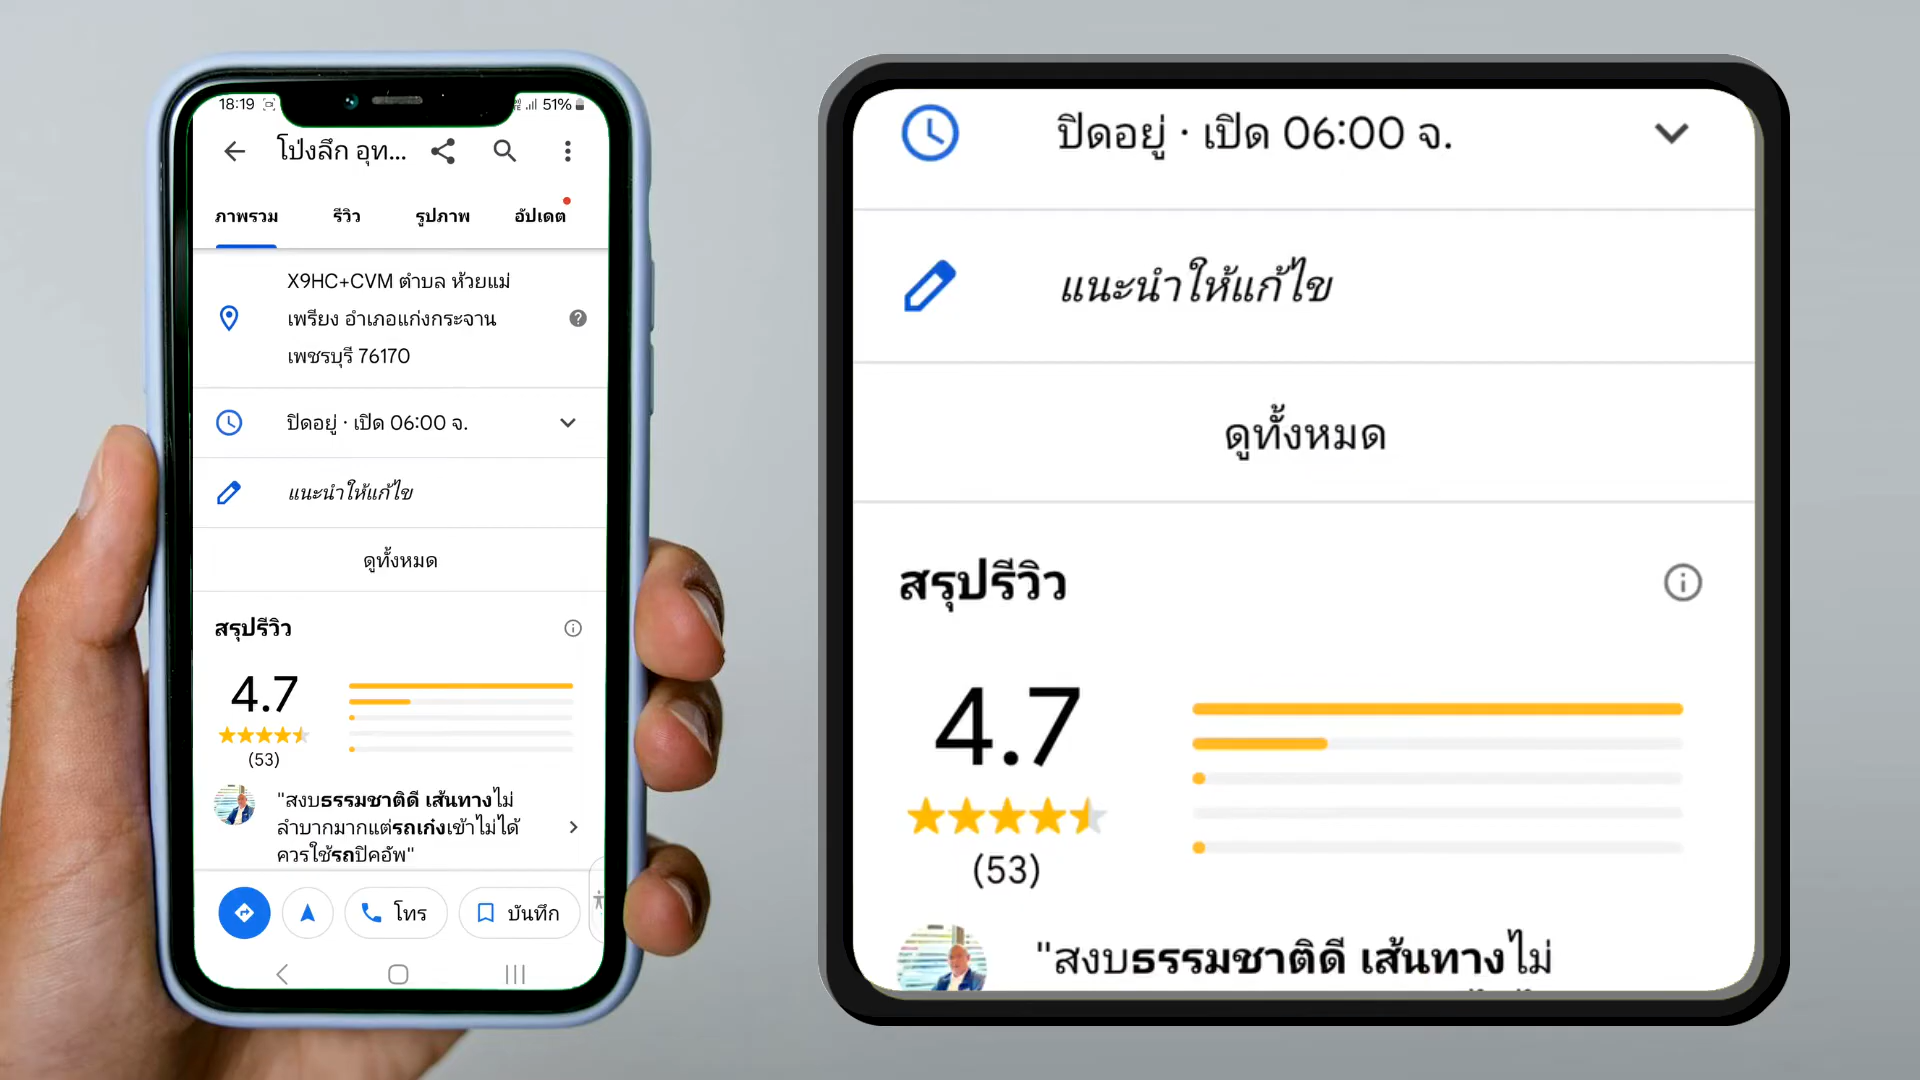 18:19
51%
โป่งลึก อุท...
ภาพรวม รีวิว รูปภาพ อัปเดต
X9HC+CVM ตำบล ห้วยแม่
เพรียง อำเภอแก่งกระจาน
เพชรบุรี 76170
ปิดอยู่ · เปิด 06:00 จ.
แนะนำให้แก้ไข
ดูทั้งหมด
สรุปรีวิว
4.7
(53)
"สงบธรรมชาติดี เส้นทางไม่
ลำบากมากแต่รถเก๋งเข้าไม่ได้
ควรใช้รถปิคอัพ"
โทร บันทึก
ปิดอยู่ · เปิด 06:00 จ.
แนะนำให้แก้ไข
ดูทั้งหมด
สรุปรีวิว
4.7
(53)
"สงบธรรมชาติดี เส้นทางไม่